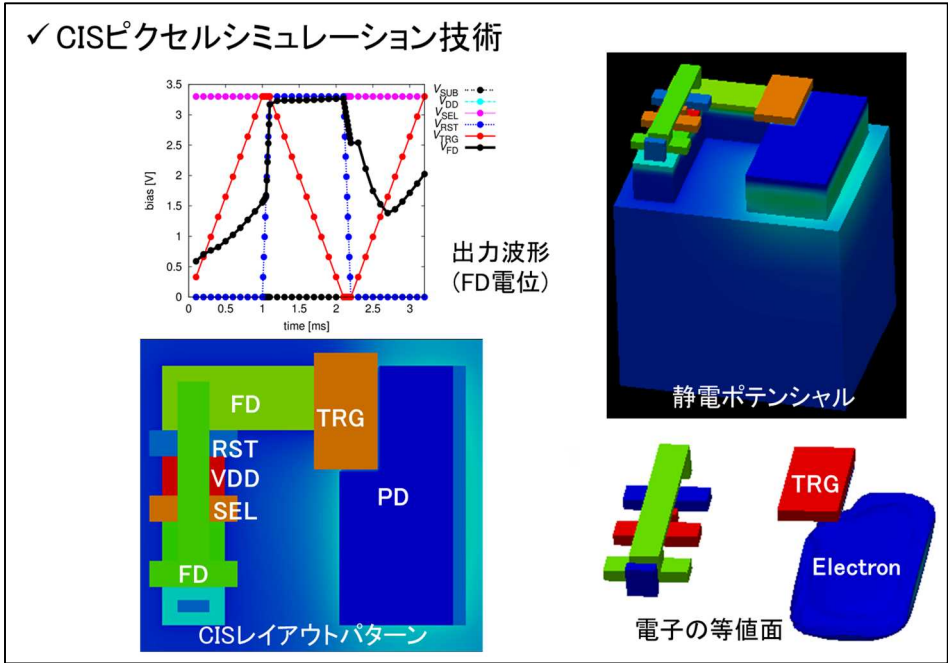 ✓ CISピクセルシミュレーション技術
3.5
3
2.5
2
1.5
1
0.5
0
bias [V]
0 0.5 1 1.5 2 2.5 3
time [ms]
VSUB
VDD
VSEL
VRST
VTRG
VFD
出力波形
(FD電位)
静電ポテンシャル
FD
TRG
RST
VDD
SEL
PD
FD
CISレイアウトパターン
TRG
Electron
電子の等値面